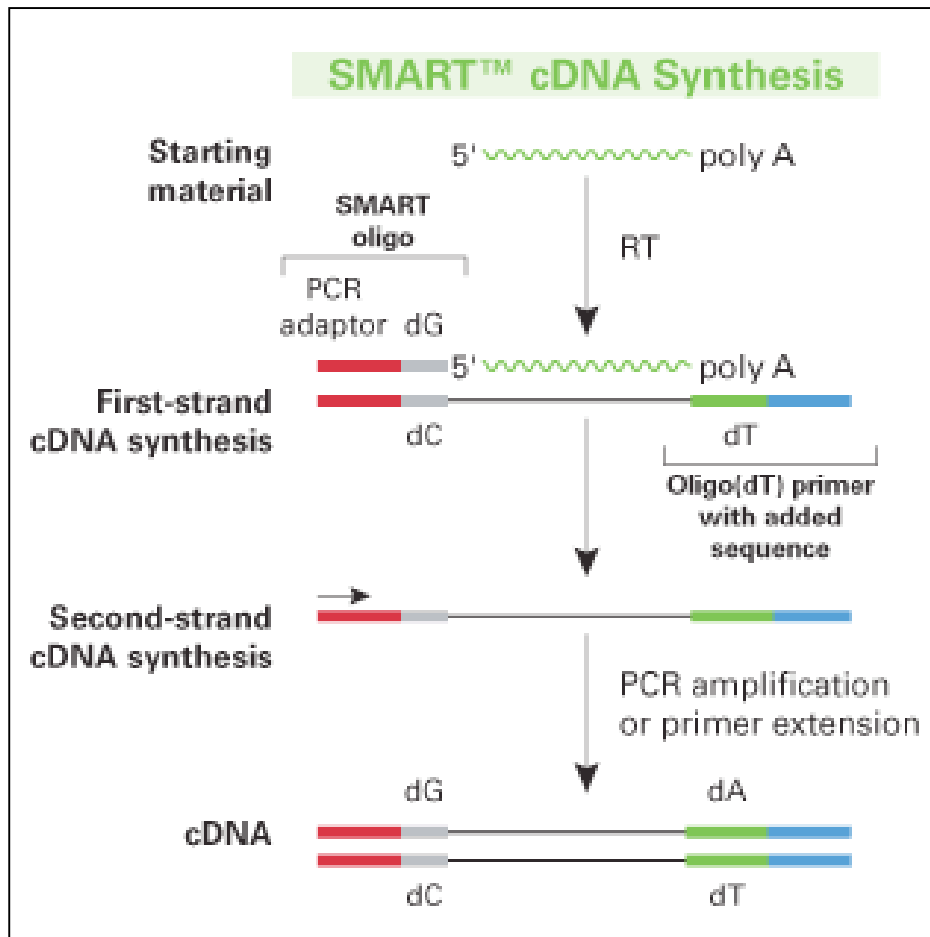 SMART™ cDNA Synthesis
Starting
material
5'
poly A
SMART
oligo
RT
PCR
adaptor
dG
5'
poly A
First-strand
cDNA synthesis
dC
dT
Oligo(dT) primer
with added
sequence
Second-strand
cDNA synthesis
PCR amplification
or primer extension
dG
dA
cDNA
dC
dT